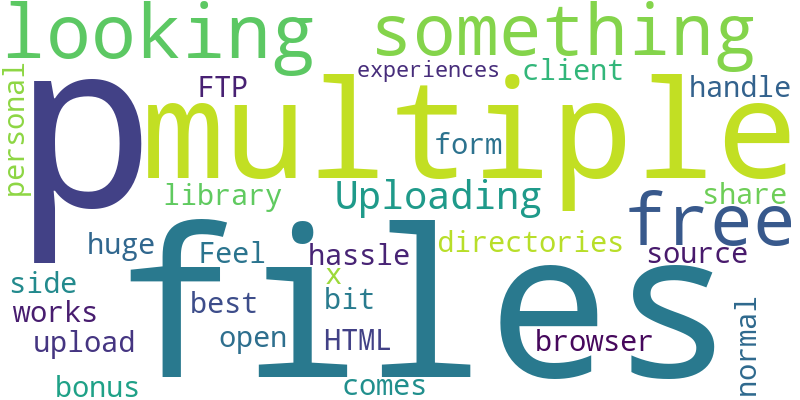 looking something
experiences client
personal FTP handle
p multiple
form
library Uploading share
free
huge Feel hassle directories source
files
side x
works best bit
upload open HTML browser normal
bonus comes